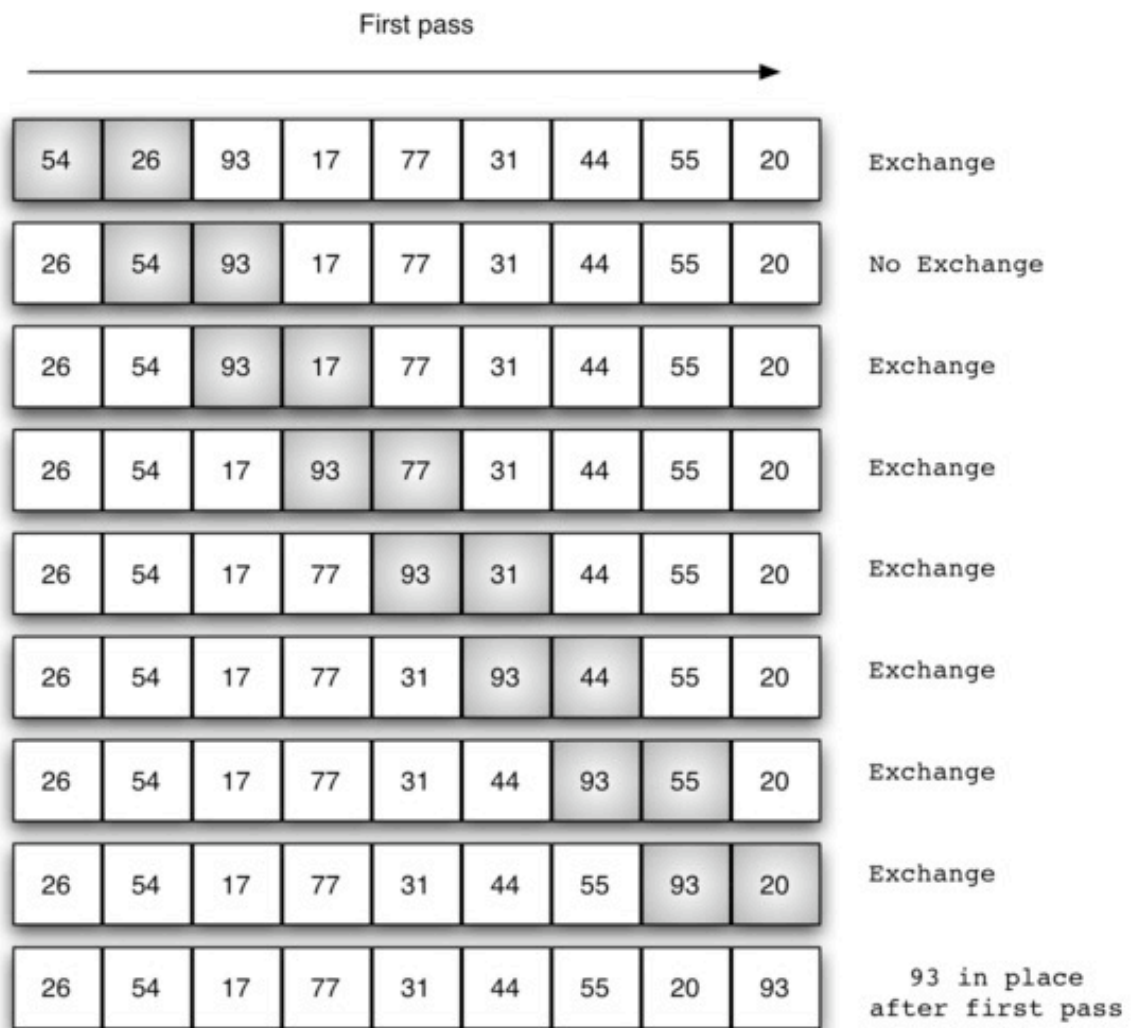 First pass
54 26 93 17 77 31 44 55 20 Exchange
26 54 93 17 77 31 44 55 20 No Exchange
26 54 93 17 77 31 44 55 20 Exchange
26 54 17 93 77 31 44 55 20 Exchange
26 54 17 77 93 31 44 55 20 Exchange
26 54 17 77 31 93 44 55 20 Exchange
26 54 17 77 31 44 93 55 20 Exchange
26 54 17 77 31 44 55 93 20 Exchange
26 54 17 77 31 44 55 20 93 93 in place
after first pass